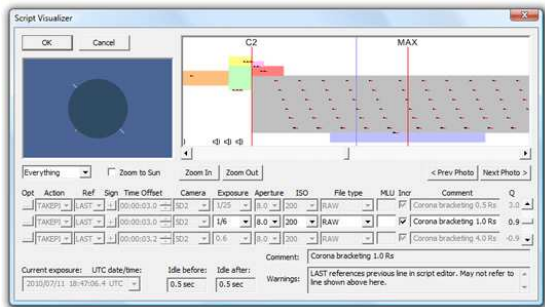 Script Visualizer
OK Cancel
C2 MAX
Everything Zoom to Sun Zoom In Zoom Out < Prev Photo Next Photo >
Opt Action Ref Sign Time Offset Camera Exposure Aperture ISO File type MLU Incr Comment Q
TAKEPI LAST + 00:00:03.0 5D2 1/25 8.0 200 RAW Corona bracketing 0.5 Rs 3.0
TAKEPI LAST + 00:00:03.2 5D2 1/6 8.0 200 RAW Corona bracketing 1.0 Rs 0.9
TAKEPI LAST + 00:00:03.2 5D2 0.6 8.0 200 RAW Corona bracketing 4.0 Rs -0.9
Comment: Corona bracketing 1.0 Rs
Current exposure: UTC date/time: Idle before: Idle after:
2010/07/11 18:47:06.4 UTC 0.5 sec 0.5 sec
Warnings: LAST references previous line in script editor. May not refer to
line shown above here.